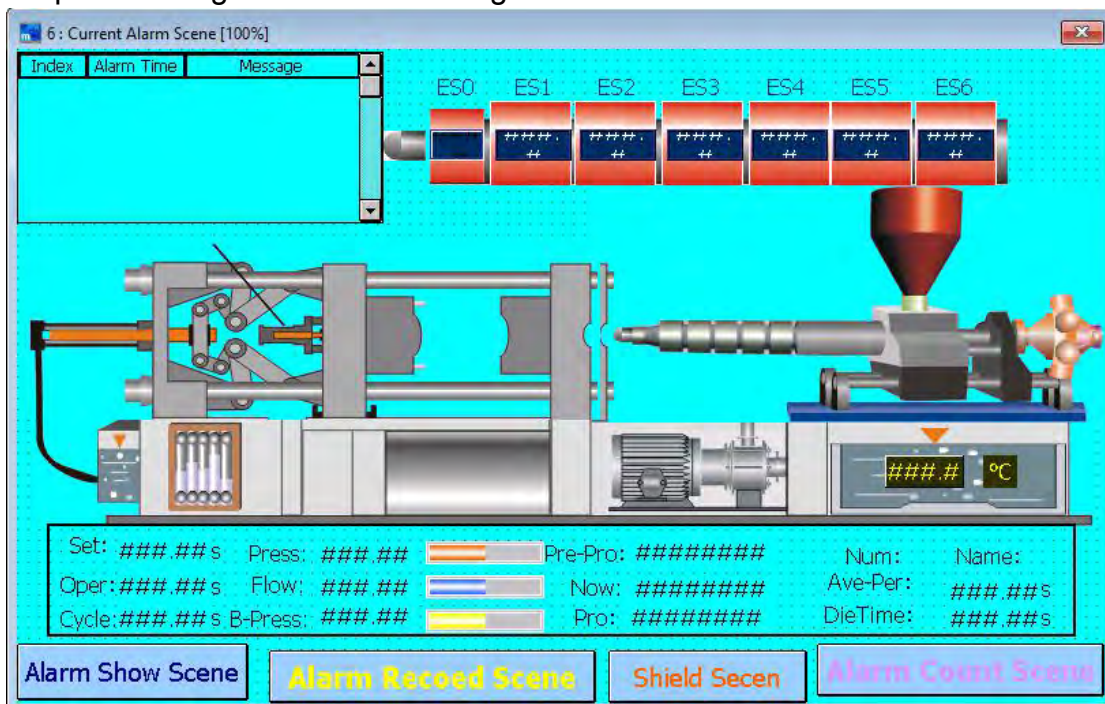 6 : Current Alarm Scene [100%]
Index Alarm Time Message
ES0 ES1 ES2 ES3 ES4 ES5 ES6
###. ###. ###. ###. ###. ###.
# # # # # #
###.# °C
Set: ###.## s Press: ###.## Pre-Pro: ######## Num: Name:
Oper: ###.## s Flow: ###.## Now: ######## Ave-Per: ###.## s
Cycle: ###.## s B-Press: ###.## Pro: ######## DieTime: ###.## s
Alarm Show Scene Alarm Recoed Scene Shield Secen Alarm Count Scene